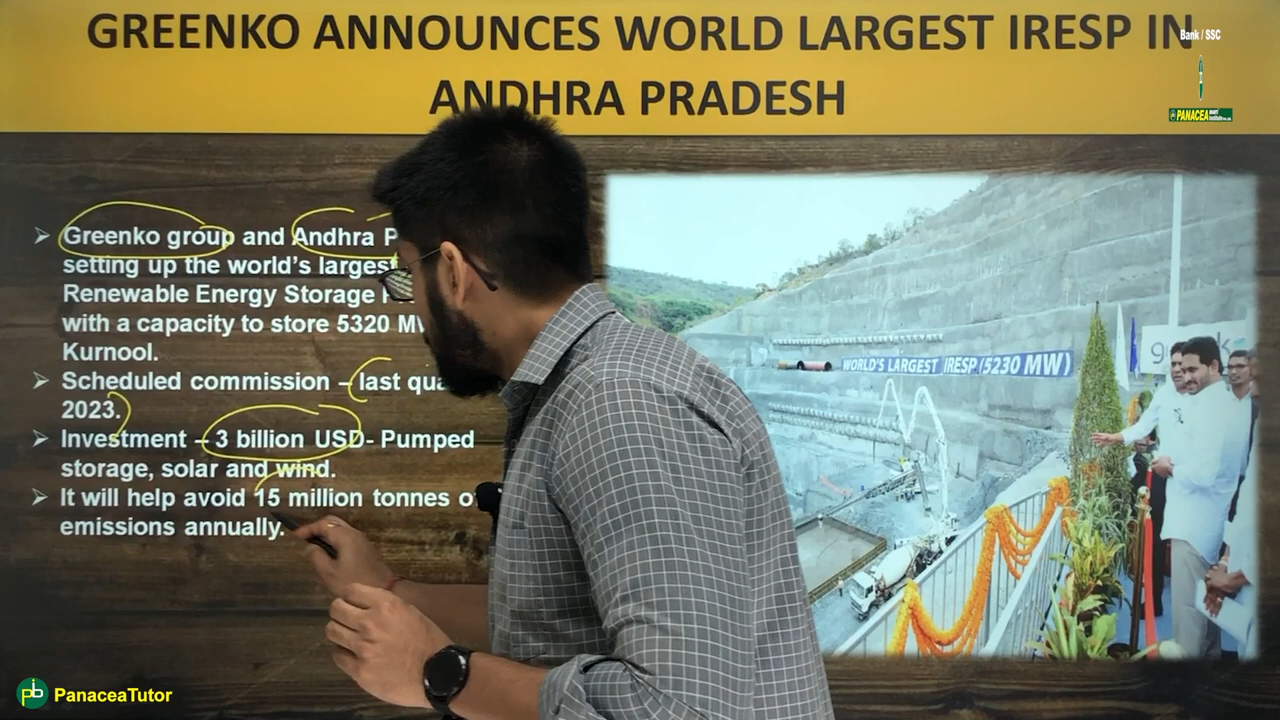 GREENKO ANNOUNCES WORLD LARGEST IRESP IN
ANDHRA PRADESH
Bank / SSC
PANACEA
➢ Greenko group and Andhra
setting up the world's largest
Renewable Energy Storage
with a capacity to store 5320
Kurnool.
➢ Scheduled commission – last
2023.
➢ Investment – 3 billion USD- Pumped
storage, solar and wind.
➢ It will help avoid 15 million tonnes
emissions annually.
WORLD'S LARGEST IRESP (5230 MW)
PanaceaTutor